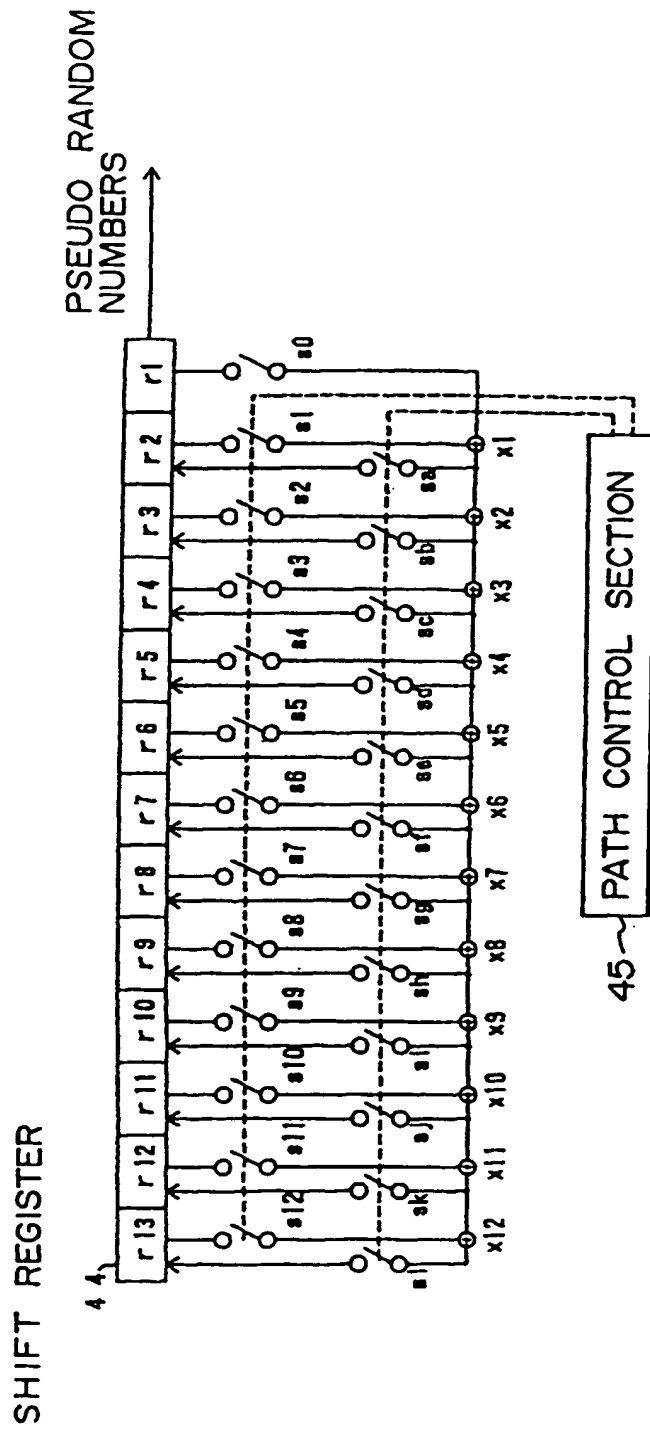 SHIFT REGISTER
PSEUDO RANDOM
NUMBERS
44
r13 r12 r11 r10 r9 r8 r7 r6 r5 r4 r3 r2 r1
s12 s11 s10 s9 s8 s7 s6 s5 s4 s3 s2 s1 s0
sl sk sj si sh sg sf se sd sc sb sa
x12 x11 x10 x9 x8 x7 x6 x5 x4 x3 x2 x1
45 PATH CONTROL SECTION